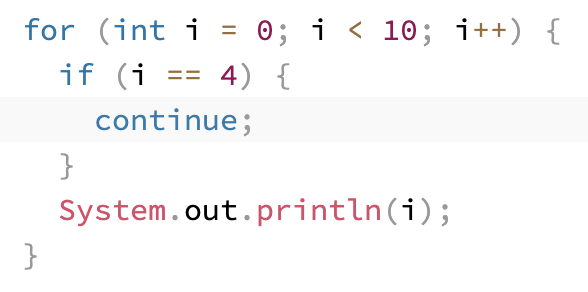 for (int i = 0; i < 10; i++) {
  if (i == 4) {
    continue;
  }
  System.out.println(i);
}